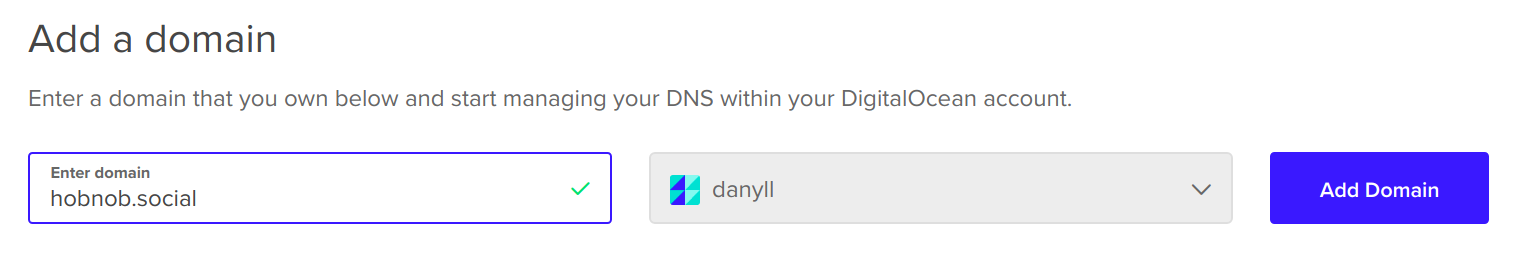 Add a domain
Enter a domain that you own below and start managing your DNS within your DigitalOcean account.
Enter domain
hobnob.social
danyll
Add Domain